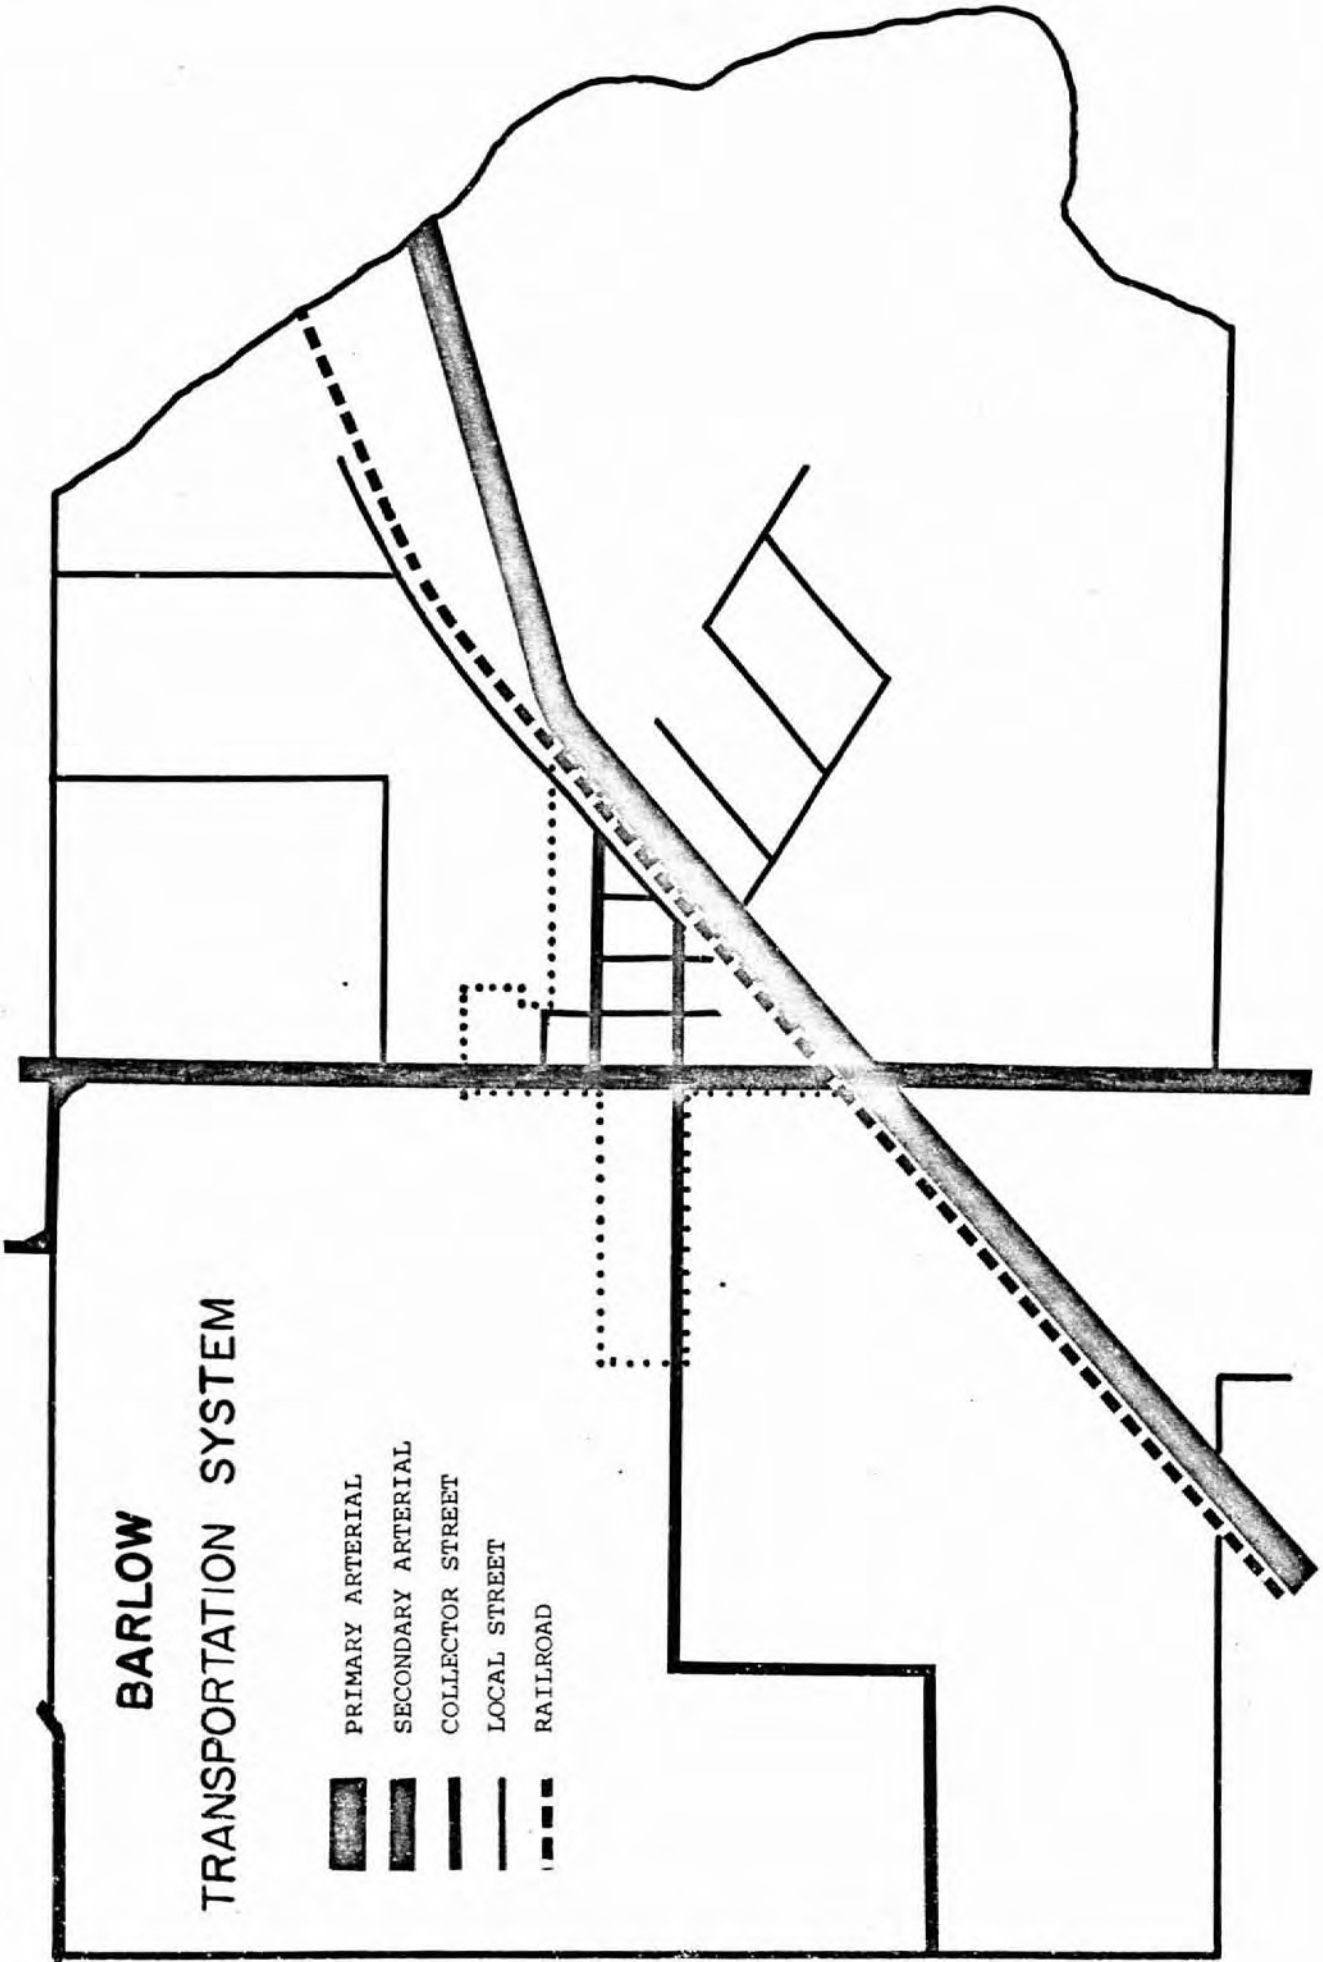 BARLOW
TRANSPORTATION SYSTEM
PRIMARY ARTERIAL
SECONDARY ARTERIAL
COLLECTOR STREET
LOCAL STREET
RAILROAD